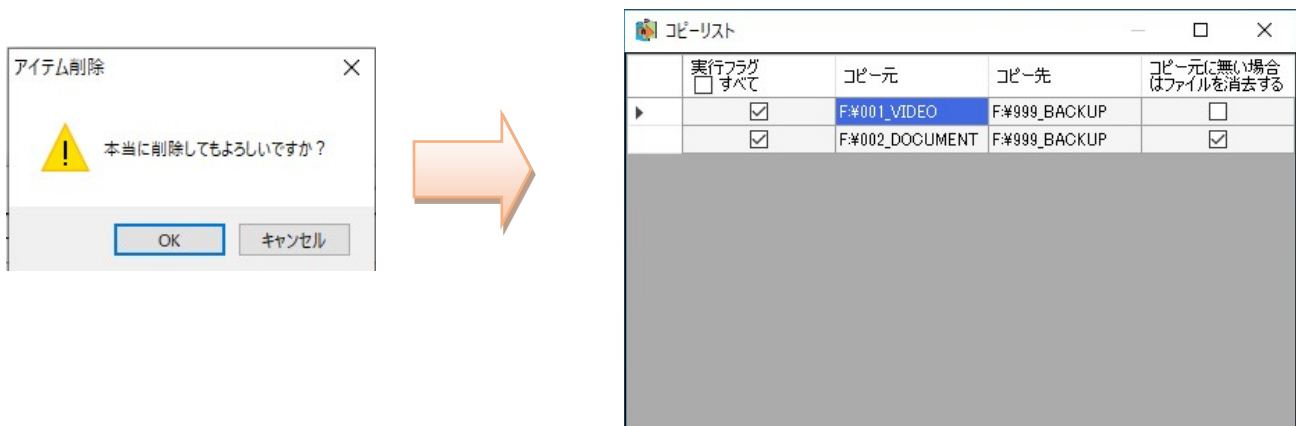 アイテム削除
本当に削除してもよろしいですか？
OK キャンセル
コピーリスト
実行フラグ
すべて
コピー元
コピー先
コピー元に無い場合
はファイルを消去する
F:¥001_VIDEO F:¥999_BACKUP
F:¥002_DOCUMENT F:¥999_BACKUP